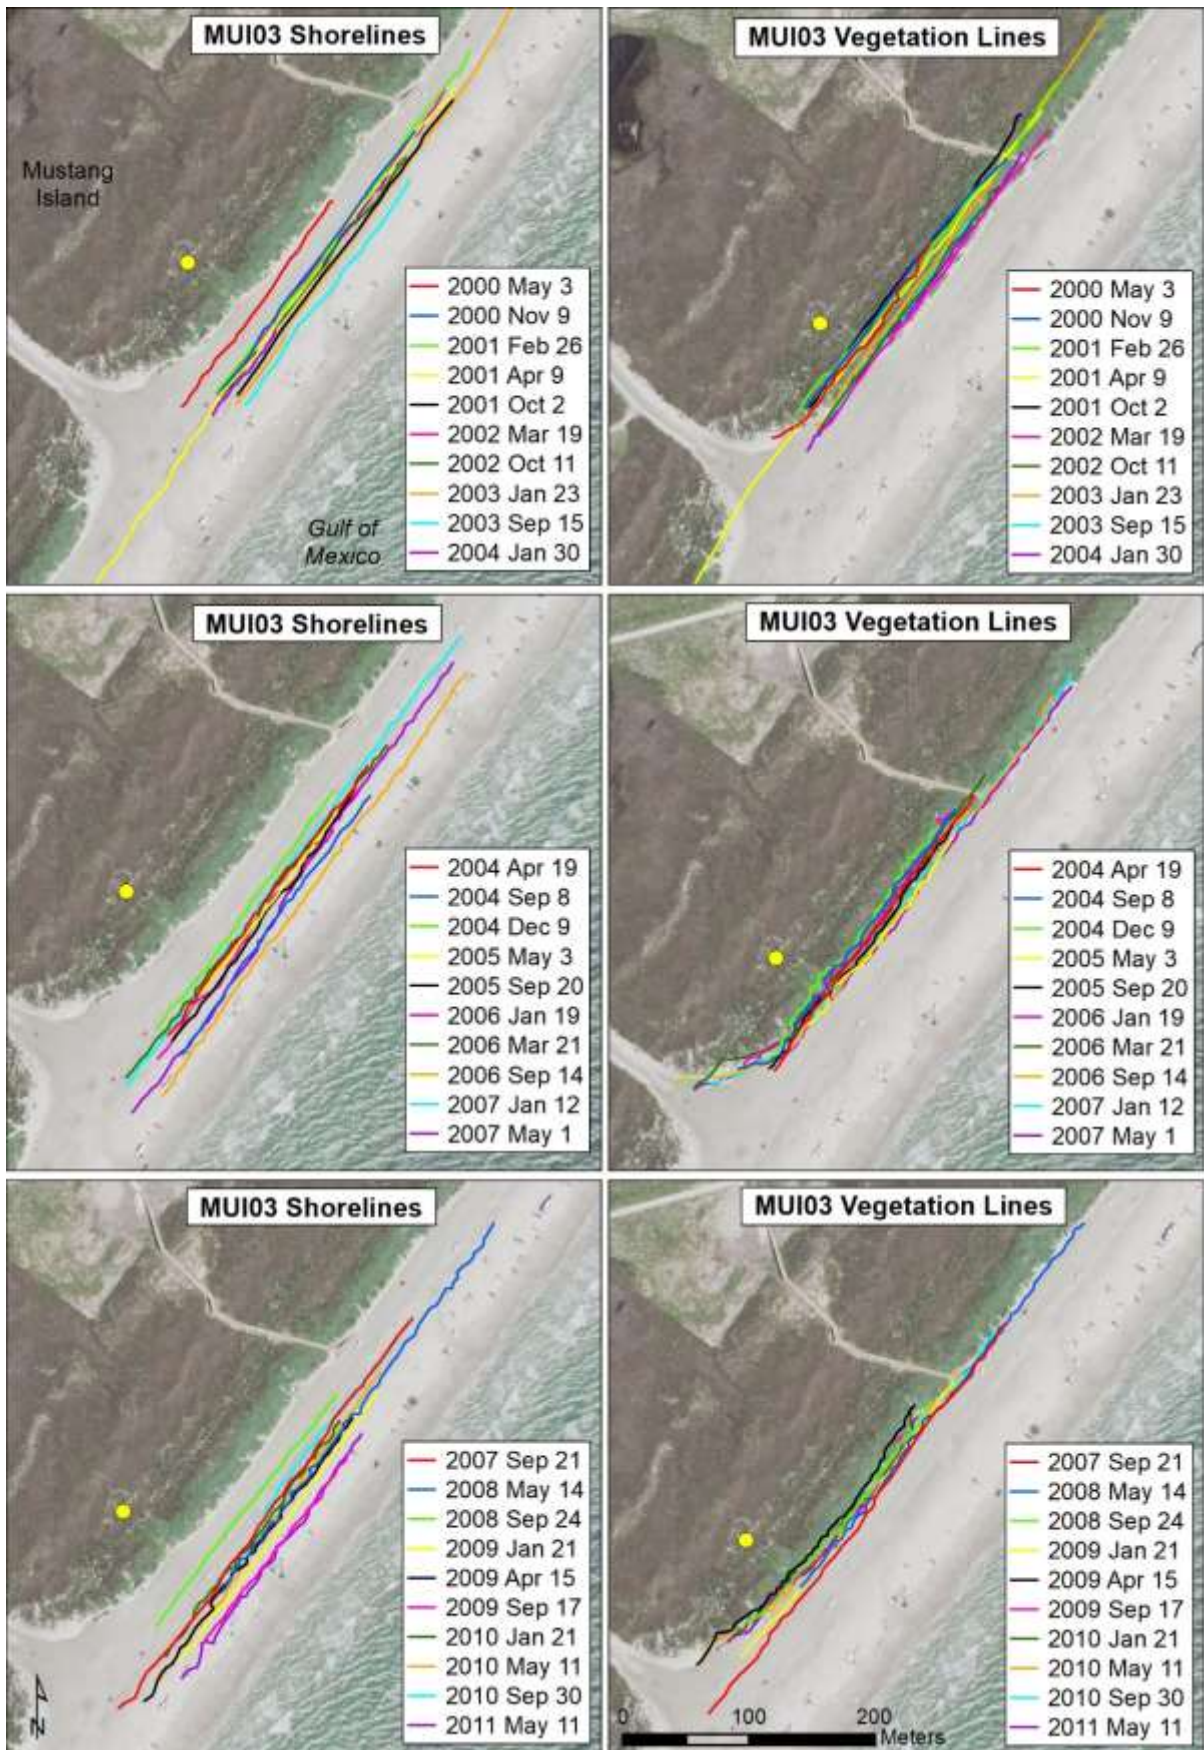 MUI03 Shorelines
Mustang
Island
2000 May 3
2000 Nov 9
2001 Feb 26
2001 Apr 9
2001 Oct 2
2002 Mar 19
2002 Oct 11
2003 Jan 23
2003 Sep 15
2004 Jan 30
Gulf of
Mexico
MUI03 Vegetation Lines
2000 May 3
2000 Nov 9
2001 Feb 26
2001 Apr 9
2001 Oct 2
2002 Mar 19
2002 Oct 11
2003 Jan 23
2003 Sep 15
2004 Jan 30
MUI03 Shorelines
2004 Apr 19
2004 Sep 8
2004 Dec 9
2005 May 3
2005 Sep 20
2006 Jan 19
2006 Mar 21
2006 Sep 14
2007 Jan 12
2007 May 1
MUI03 Vegetation Lines
2004 Apr 19
2004 Sep 8
2004 Dec 9
2005 May 3
2005 Sep 20
2006 Jan 19
2006 Mar 21
2006 Sep 14
2007 Jan 12
2007 May 1
MUI03 Shorelines
2007 Sep 21
2008 May 14
2008 Sep 24
2009 Jan 21
2009 Apr 15
2009 Sep 17
2010 Jan 21
2010 May 11
2010 Sep 30
2011 May 11
N
MUI03 Vegetation Lines
2007 Sep 21
2008 May 14
2008 Sep 24
2009 Jan 21
2009 Apr 15
2009 Sep 17
2010 Jan 21
2010 May 11
2010 Sep 30
2011 May 11
0 100 200
Meters